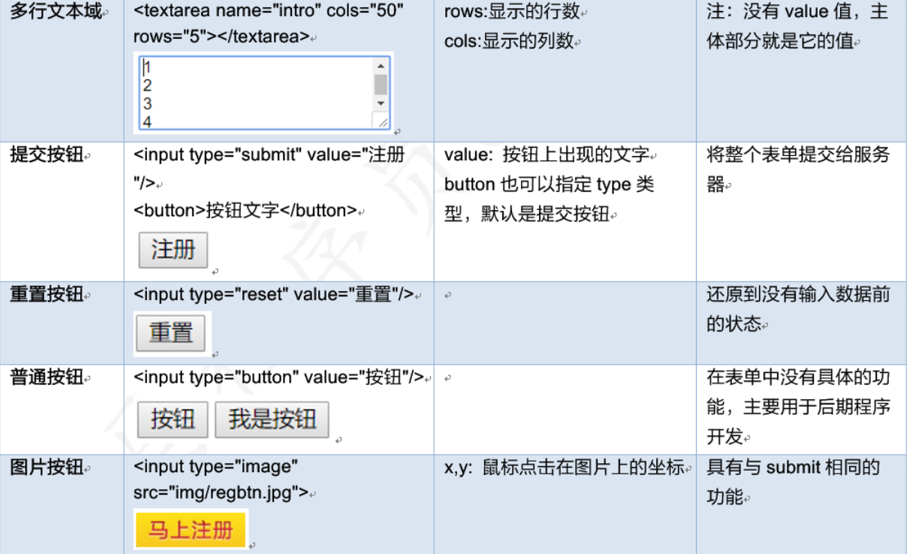 多行文本域
<textarea name="intro" cols="50"
rows="5"></textarea>
1
2
3
4
rows:显示的行数
cols:显示的列数
注：没有 value 值，主
体部分就是它的值
提交按钮
<input type="submit" value="注册
"/>
<button>按钮文字</button>
注册
value: 按钮上出现的文字
button 也可以指定 type 类
型，默认是提交按钮
将整个表单提交给服务
器
重置按钮
<input type="reset" value="重置"/>
重置
还原到没有输入数据前
的状态
普通按钮
<input type="button" value="按钮"/>
按钮 我是按钮
在表单中没有具体的功
能，主要用于后期程序
开发
图片按钮
<input type="image"
src="img/regbtn.jpg">
马上注册
x,y: 鼠标点击在图片上的坐标
具有与 submit 相同的
功能